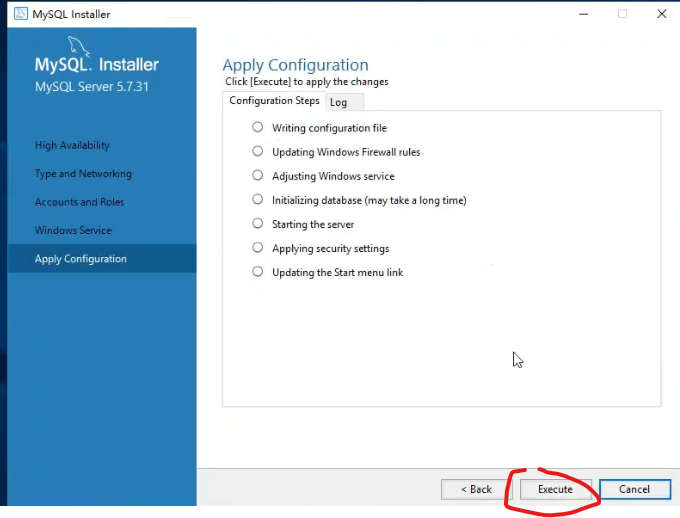 MySQL Installer
MySQL. Installer
MySQL Server 5.7.31
High Availability
Type and Networking
Accounts and Roles
Windows Service
Apply Configuration
Apply Configuration
Click [Execute] to apply the changes
Configuration Steps Log
Writing configuration file
Updating Windows Firewall rules
Adjusting Windows service
Initializing database (may take a long time)
Starting the server
Applying security settings
Updating the Start menu link
< Back Execute Cancel